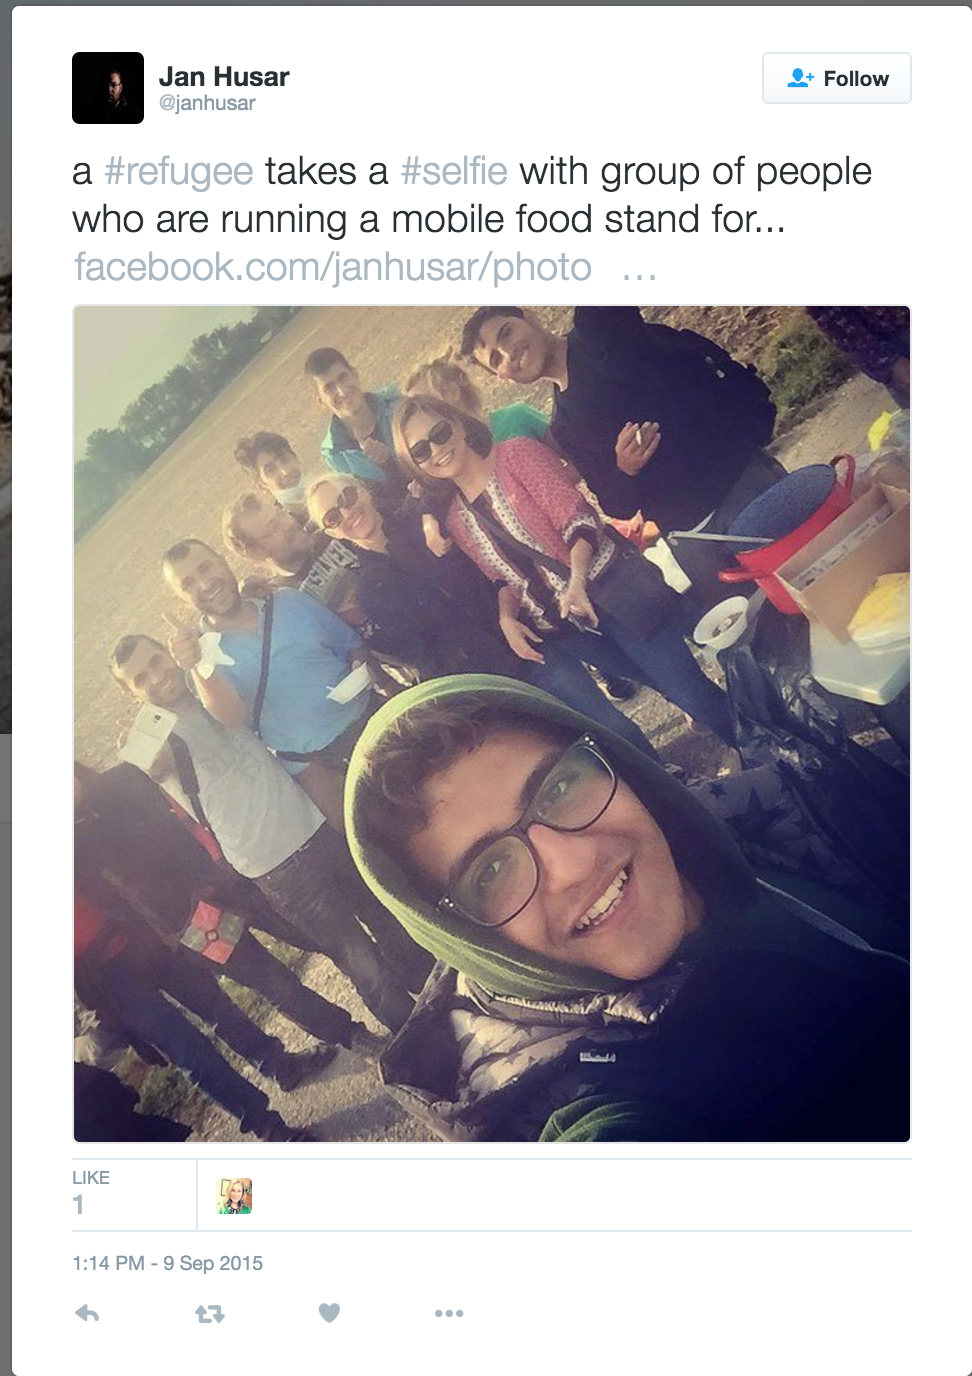 Jan Husar
@janhusar
Follow
a #refugee takes a #selfie with group of people
who are running a mobile food stand for...
facebook.com/janhusar/photo ...
LIKE
1
1:14 PM - 9 Sep 2015